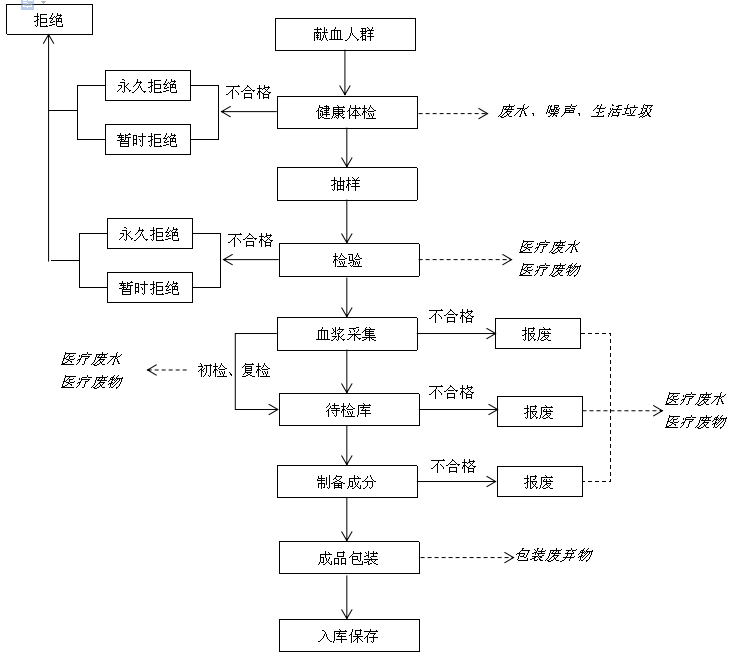 拒绝
献血人群
永久拒绝
不合格
健康体检
废水、噪声、生活垃圾
暂时拒绝
抽样
永久拒绝
不合格
检验
医疗废水
医疗废物
暂时拒绝
血浆采集
不合格
报废
医疗废水
医疗废物
初检、复检
待检库
不合格
报废
医疗废水
医疗废物
制备成分
不合格
报废
成品包装
包装废弃物
入库保存